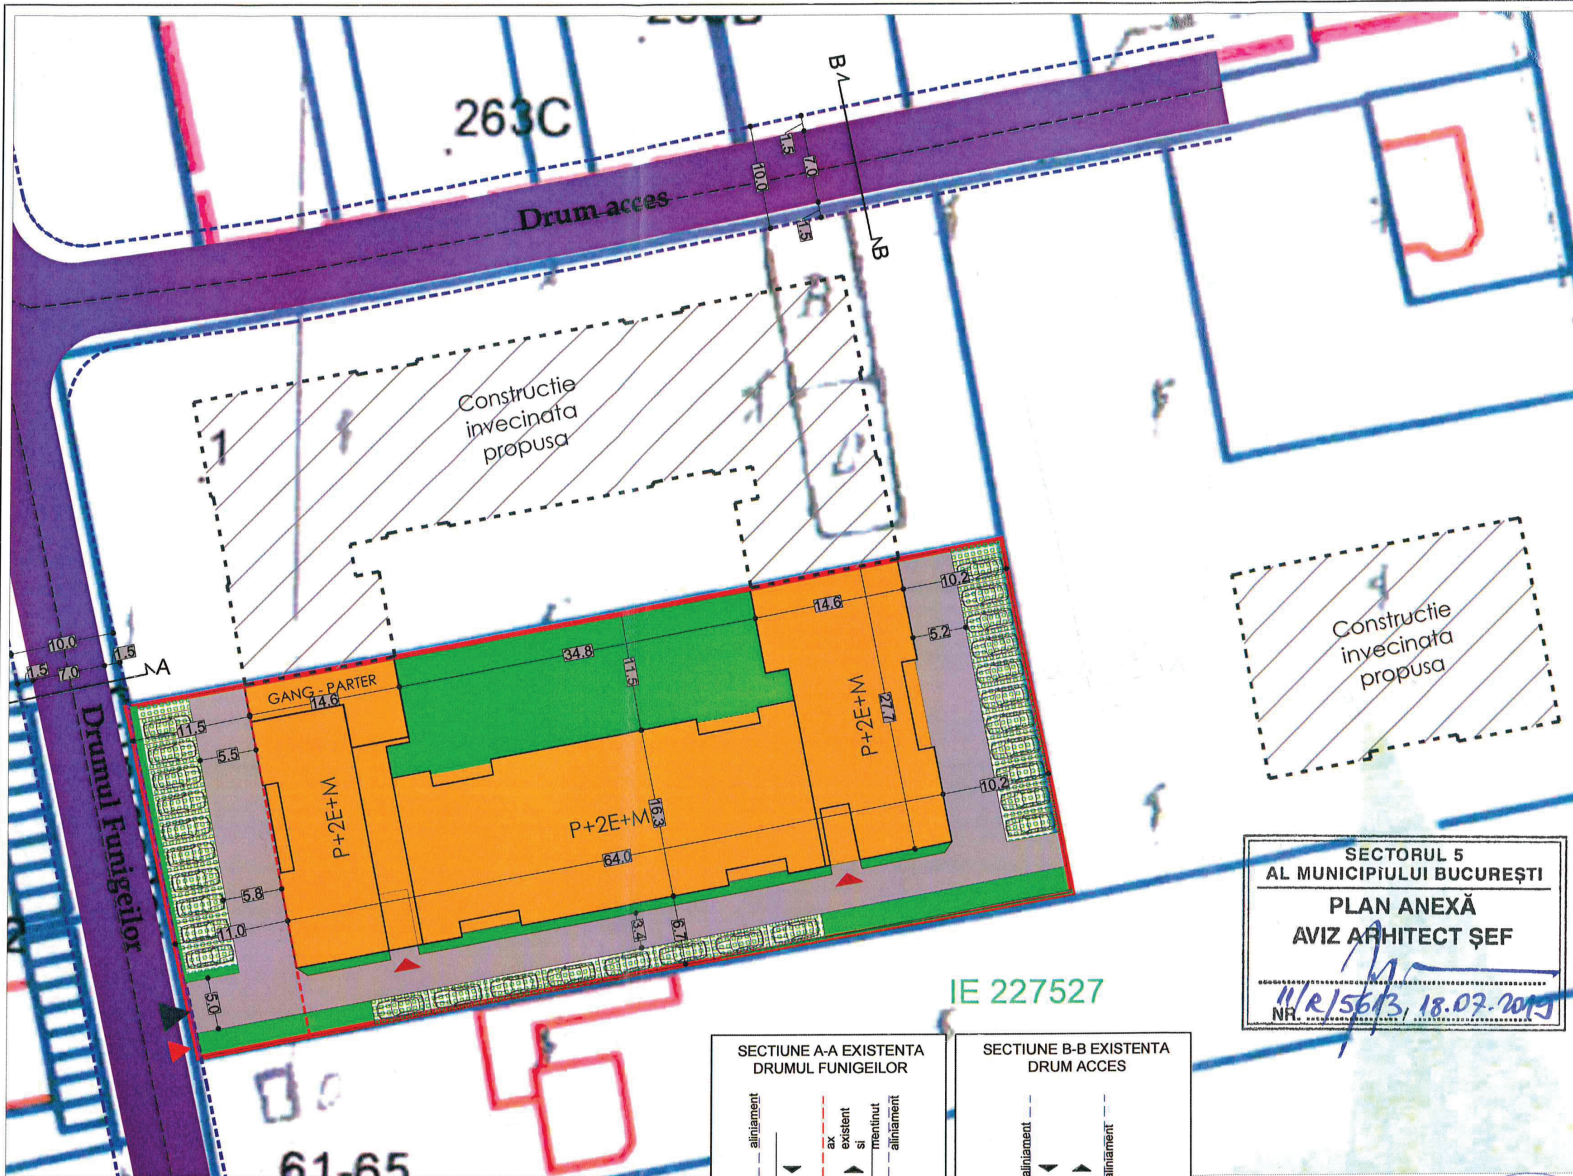 263C
B
1.5
7.0
10.0
1.5
B
Drum acces
Constructie
invecinata
propusa
1
10.0
1.5
7.0
1.5
A
Drumul Funigeilor
GANG - PARTER
14.6
11.5
5.5
34.8
11.5
14.6
10.2
5.2
27.7
P+2E+M
P+2E+M
P+2E+M
16.3
64.0
10.2
5.8
11.0
3.4
6.7
5.0
Constructie
invecinata
propusa
IE 227527
SECTORUL 5
AL MUNICIPIULUI BUCUREȘTI
PLAN ANEXĂ
AVIZ ARHITECT ȘEF
NR. 11/R/5613, 18.07.2019
SECTIUNE A-A EXISTENTA
DRUMUL FUNIGEILOR
aliniament
ax
existent
si
mentinut
aliniament
SECTIUNE B-B EXISTENTA
DRUM ACCES
aliniament
aliniament
61-65